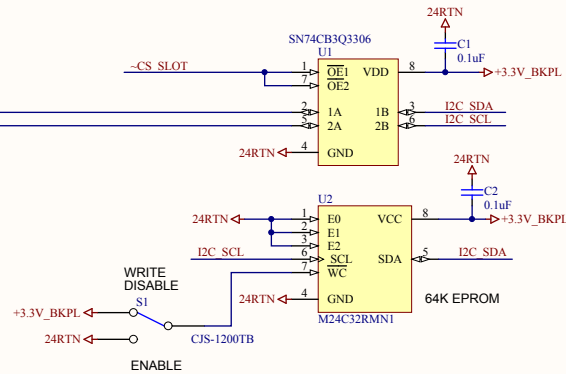 24RTN
SN74CB3Q3306
U1
C1
0.1uF
~CS_SLOT
1 OE1 VDD 8 +3.3V_BKPL
7 OE2
2 1A 1B 3 I2C_SDA
5 2A 2B 6 I2C_SCL
24RTN 4 GND
24RTN
U2
C2
0.1uF
24RTN 1 E0 VCC 8 +3.3V_BKPL
2 E1
3 E2
I2C_SCL 6 SCL SDA 5 I2C_SDA
7 WC
WRITE
DISABLE
24RTN 4 GND
64K EPROM
S1
+3.3V_BKPL
M24C32RMN1
24RTN
CJS-1200TB
ENABLE